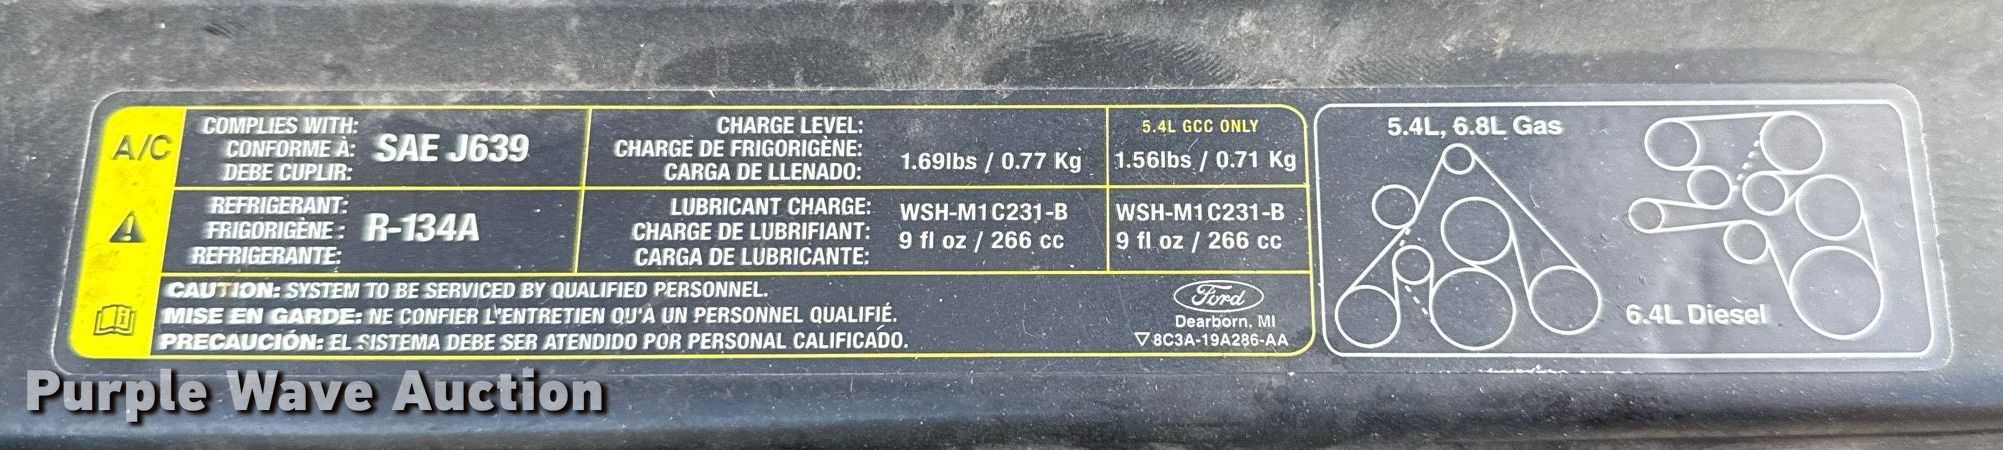 A/C
COMPLIES WITH:
CONFORME À:
DEBE CUPLIR:
SAE J639
CHARGE LEVEL:
CHARGE DE FRIGORIGÈNE:
CARGA DE LLENADO:
1.69lbs / 0.77 Kg
5.4L GCC ONLY
1.56lbs / 0.71 Kg
REFRIGERANT:
FRIGORIGÈNE:
REFRIGERANTE:
R-134A
LUBRICANT CHARGE:
CHARGE DE LUBRIFIANT:
CARGA DE LUBRICANTE:
WSH-M1C231-B
9 fl oz / 266 cc
WSH-M1C231-B
9 fl oz / 266 cc
CAUTION: SYSTEM TO BE SERVICED BY QUALIFIED PERSONNEL.
MISE EN GARDE: NE CONFIER L'ENTRETIEN QU'À UN PERSONNEL QUALIFIÉ.
PRECAUCIÓN: EL SISTEMA DEBE SER ATENDIDO POR PERSONAL CALIFICADO.
Ford
Dearborn, MI
▽8C3A-19A286-AA
5.4L, 6.8L Gas
6.4L Diesel
Purple Wave Auction